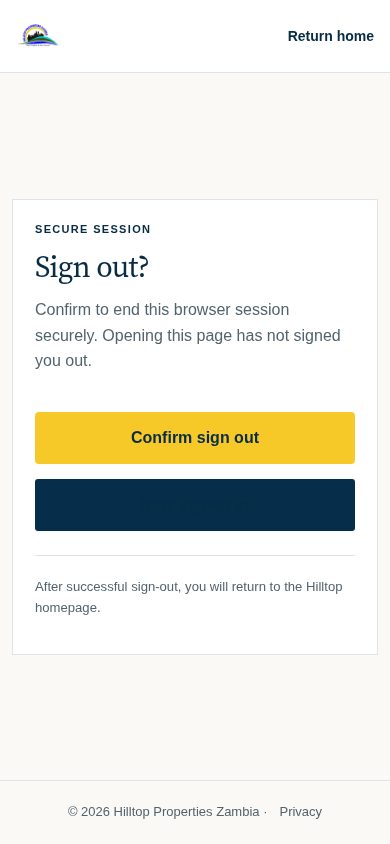 Return home
SECURE SESSION
Sign out?
Confirm to end this browser session
securely. Opening this page has not signed
you out.
Confirm sign out
After successful sign-out, you will return to the Hilltop
homepage.
© 2026 Hilltop Properties Zambia · Privacy